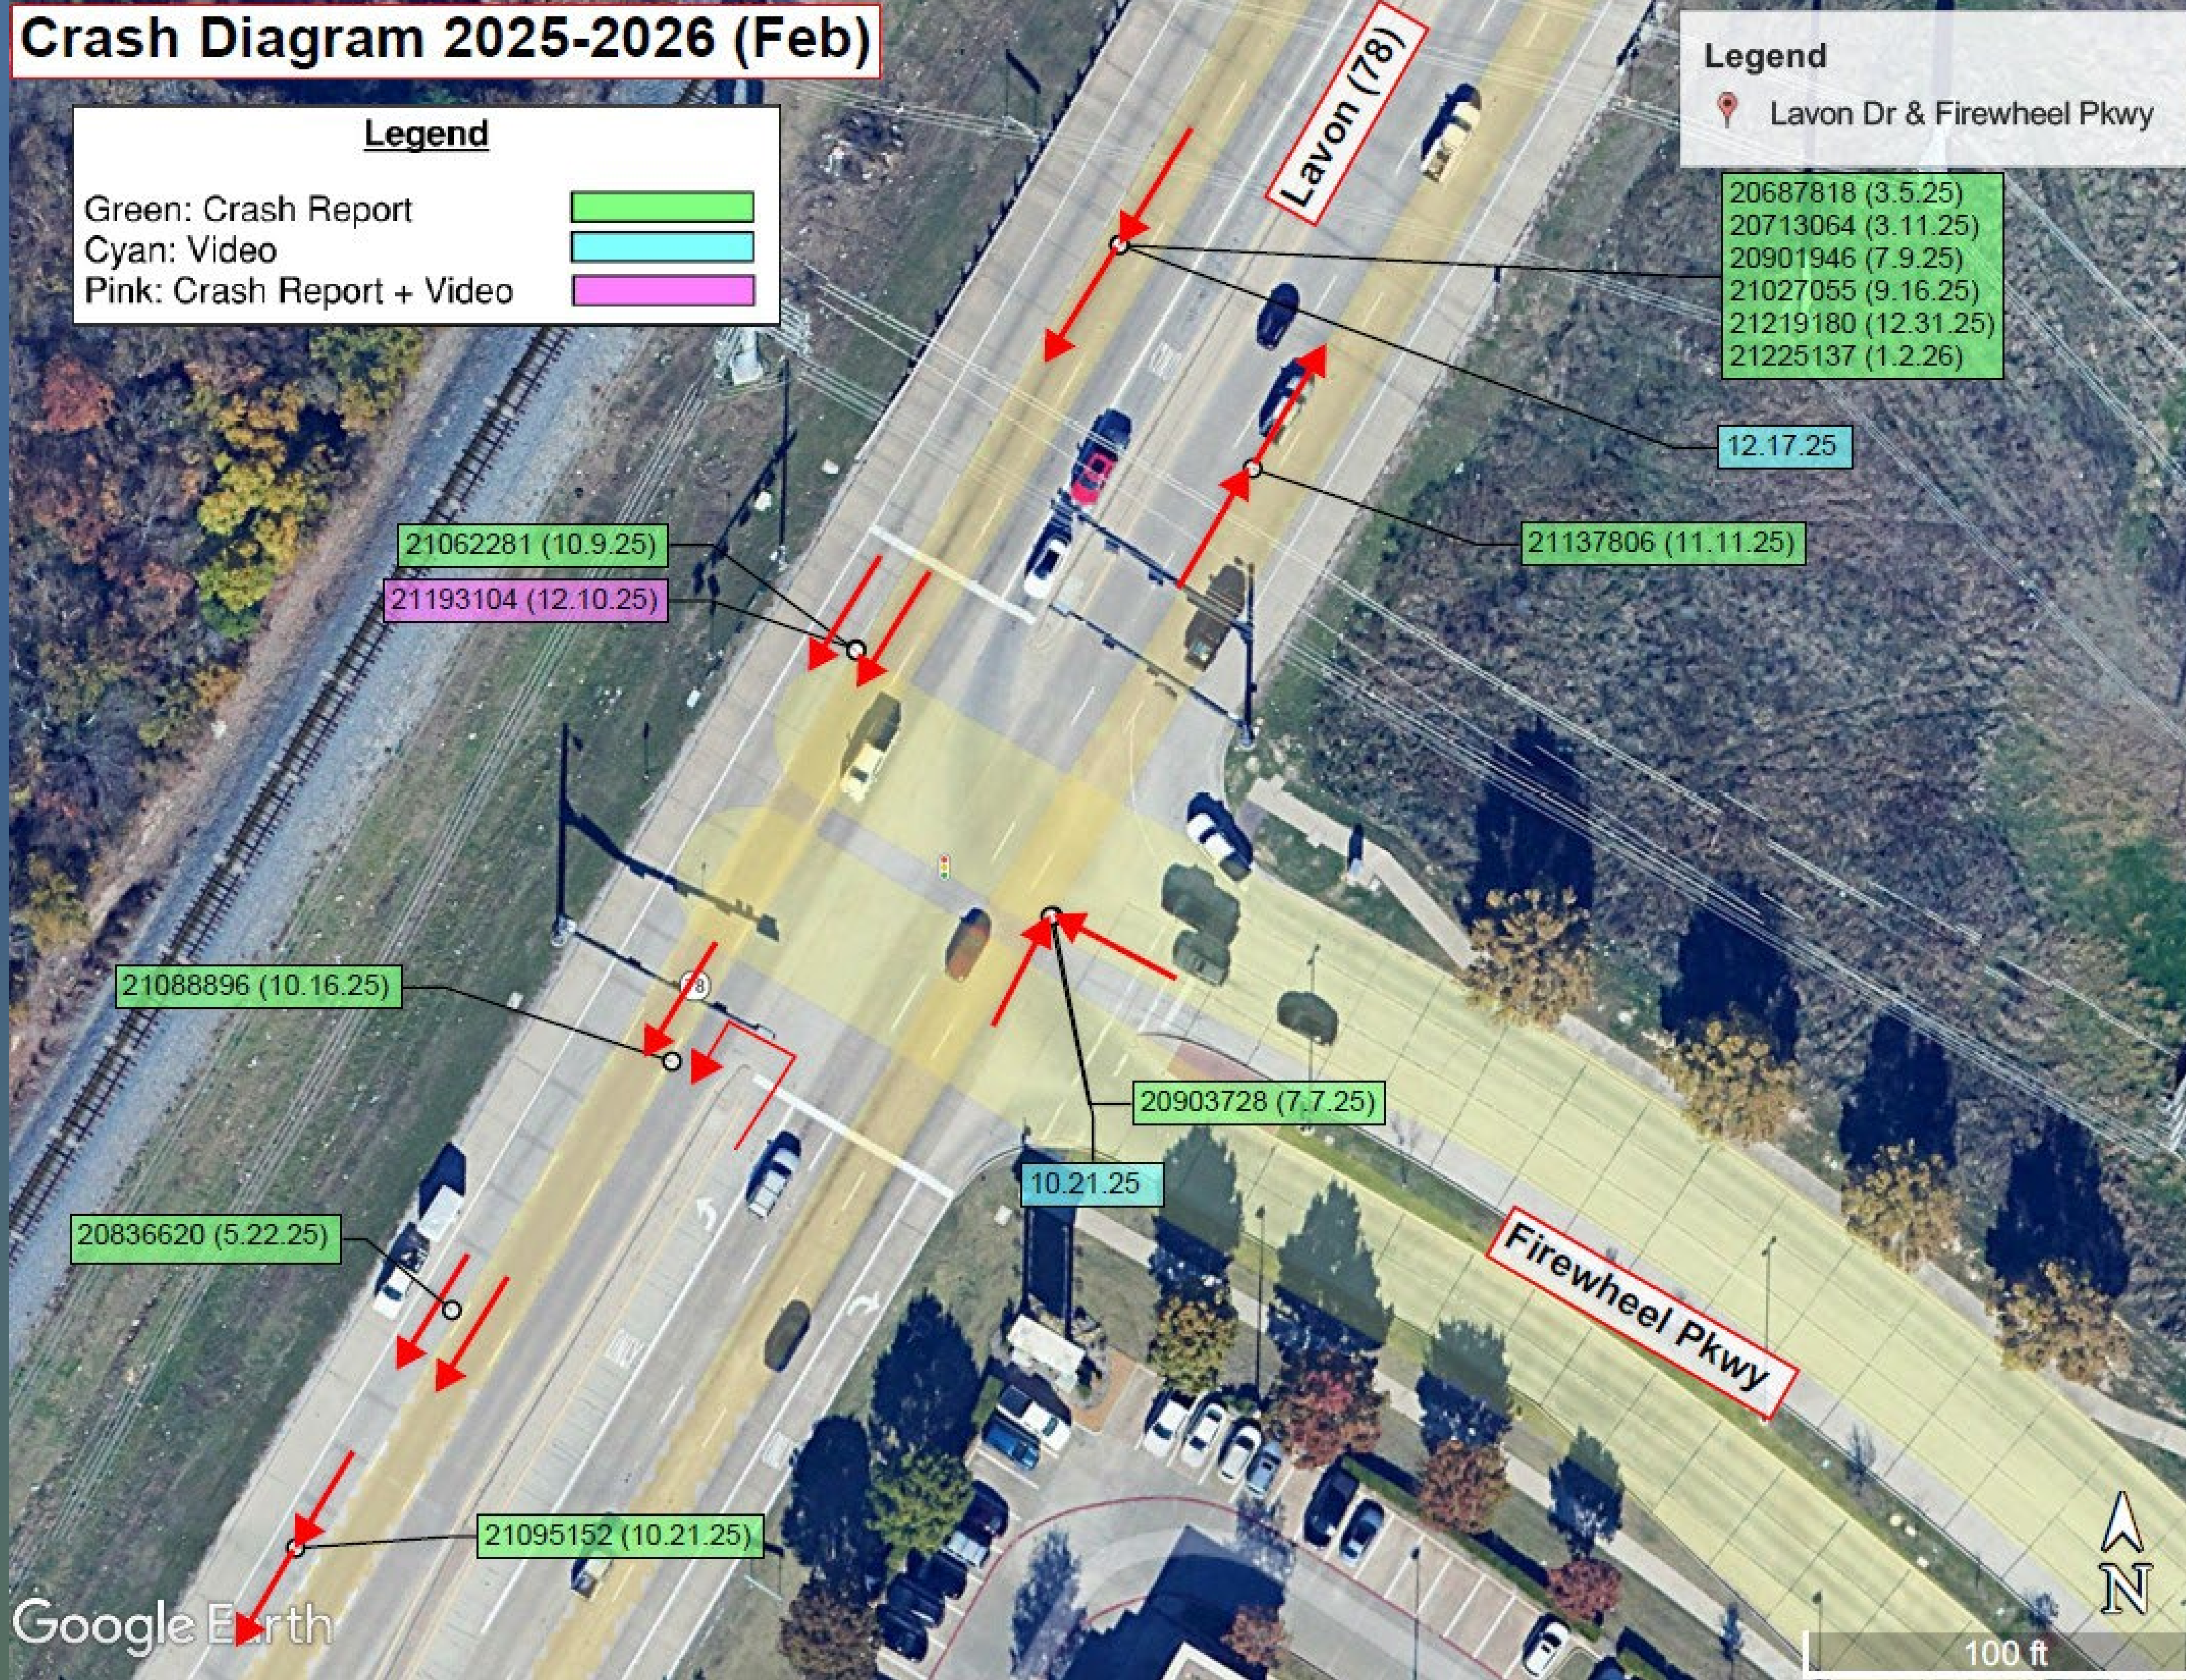 Crash Diagram 2025-2026 (Feb)
Legend
Green: Crash Report
Cyan: Video
Pink: Crash Report + Video
Lavon (78)
Legend
Lavon Dr & Firewheel Pkwy
20687818 (3.5.25)
20713064 (3.11.25)
20901946 (7.9.25)
21027055 (9.16.25)
21219180 (12.31.25)
21225137 (1.2.26)
12.17.25
21137806 (11.11.25)
21062281 (10.9.25)
21193104 (12.10.25)
21088896 (10.16.25)
78
20903728 (7.7.25)
10.21.25
20836620 (5.22.25)
Firewheel Pkwy
ONLY
21095152 (10.21.25)
Google Earth
N
100 ft